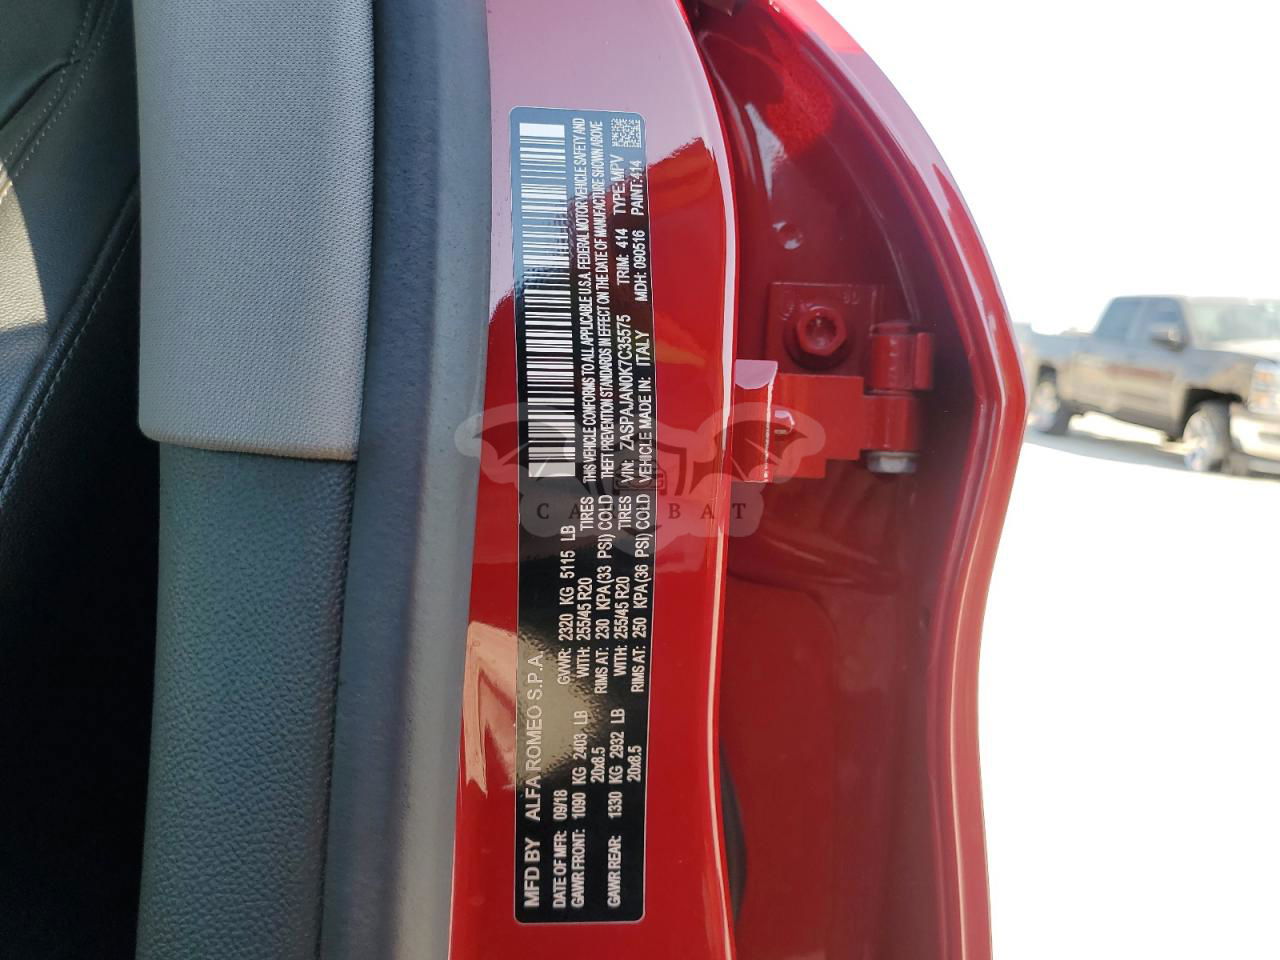 MFD BY ALFA ROMEO S.P.A.
DATE OF MFR: 09/18 GVWR: 2320 KG 5115 LB
GAWR FRONT: 1090 KG 2403 LB WITH: 255/45 R20 TIRES
20x8.5 RIMS AT: 230 KPA(33 PSI) COLD
GAWR REAR: 1330 KG 2932 LB WITH: 255/45 R20 TIRES
20x8.5 RIMS AT: 250 KPA(36 PSI) COLD
THIS VEHICLE CONFORMS TO ALL APPLICABLE U.S.A. FEDERAL MOTOR VEHICLE SAFETY AND
THEFT PREVENTION STANDARDS IN EFFECT ON THE DATE OF MANUFACTURE SHOWN ABOVE
VIN: ZASPAJAN0K7C35575 TRIM: 414 TYPE: MPV
VEHICLE MADE IN: ITALY MDH: 090516 PAINT: 414